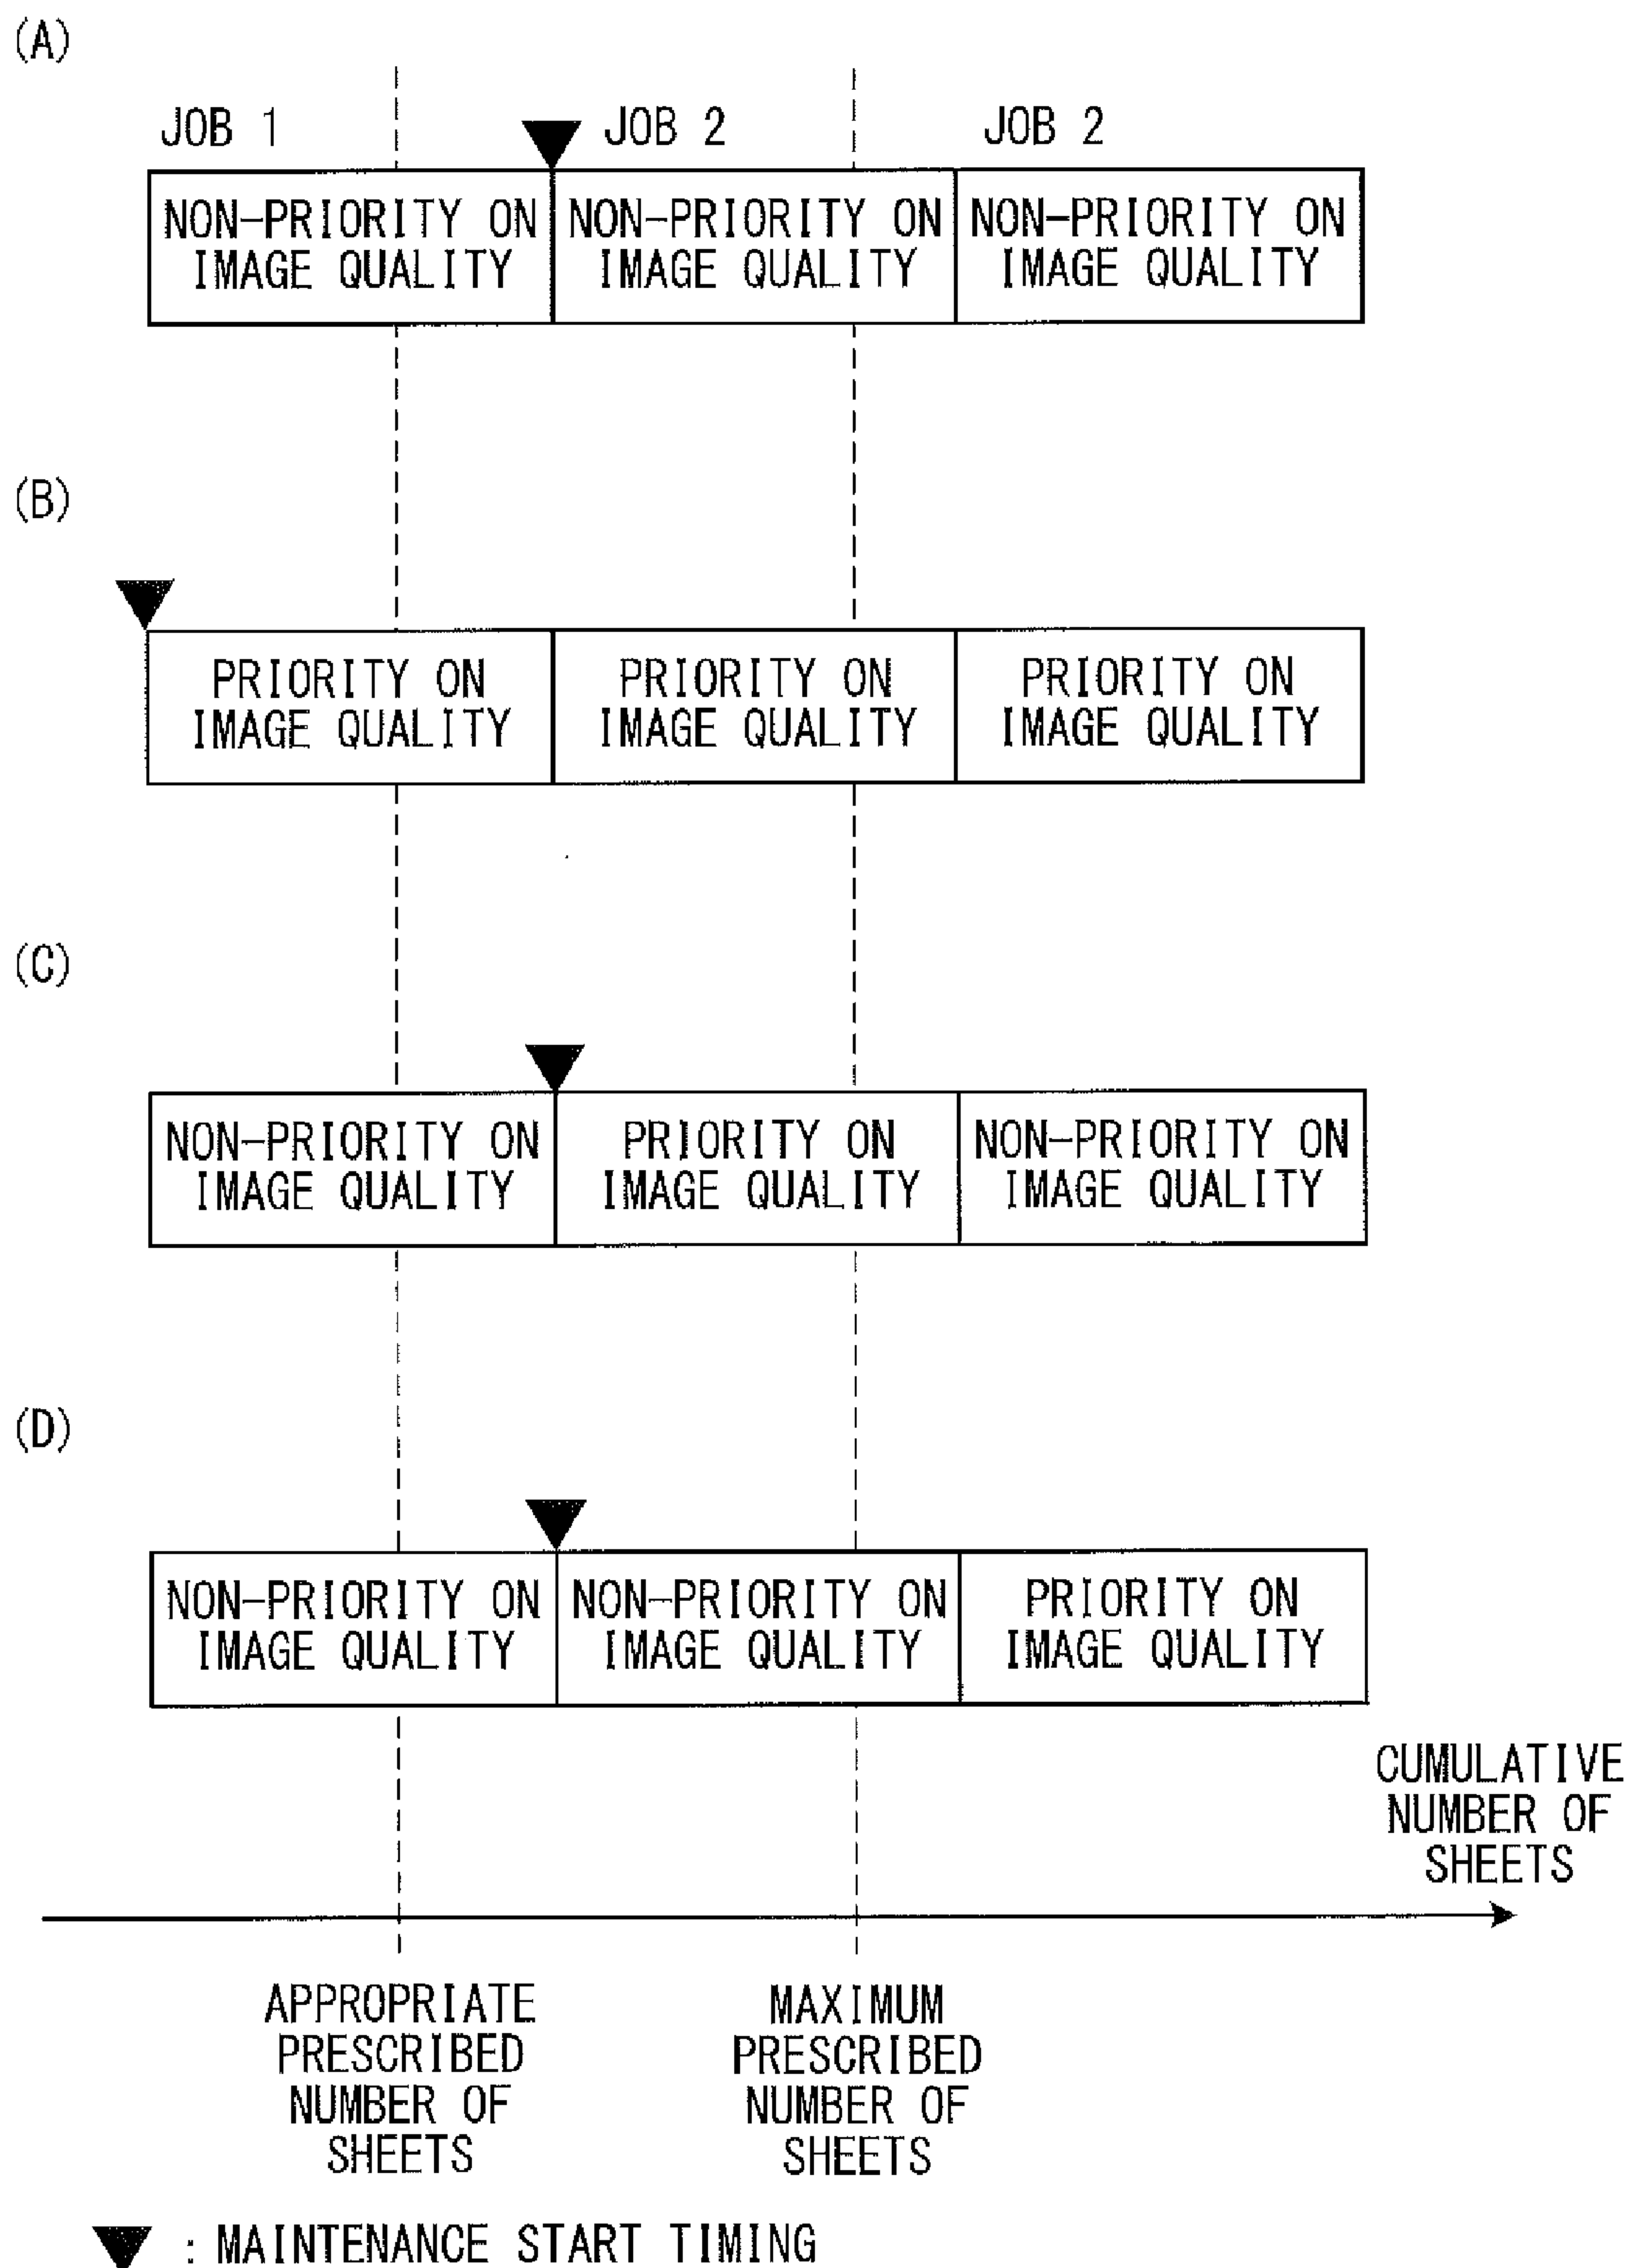 (A)
JOB 1
JOB 2
JOB 2
NON-PRIORITY ON
IMAGE QUALITY
NON-PRIORITY ON
IMAGE QUALITY
NON-PRIORITY ON
IMAGE QUALITY
(B)
PRIORITY ON
IMAGE QUALITY
PRIORITY ON
IMAGE QUALITY
PRIORITY ON
IMAGE QUALITY
(C)
NON-PRIORITY ON
IMAGE QUALITY
PRIORITY ON
IMAGE QUALITY
NON-PRIORITY ON
IMAGE QUALITY
(D)
NON-PRIORITY ON
IMAGE QUALITY
NON-PRIORITY ON
IMAGE QUALITY
PRIORITY ON
IMAGE QUALITY
CUMULATIVE
NUMBER OF
SHEETS
APPROPRIATE
PRESCRIBED
NUMBER OF
SHEETS
MAXIMUM
PRESCRIBED
NUMBER OF
SHEETS
▼ : MAINTENANCE START TIMING